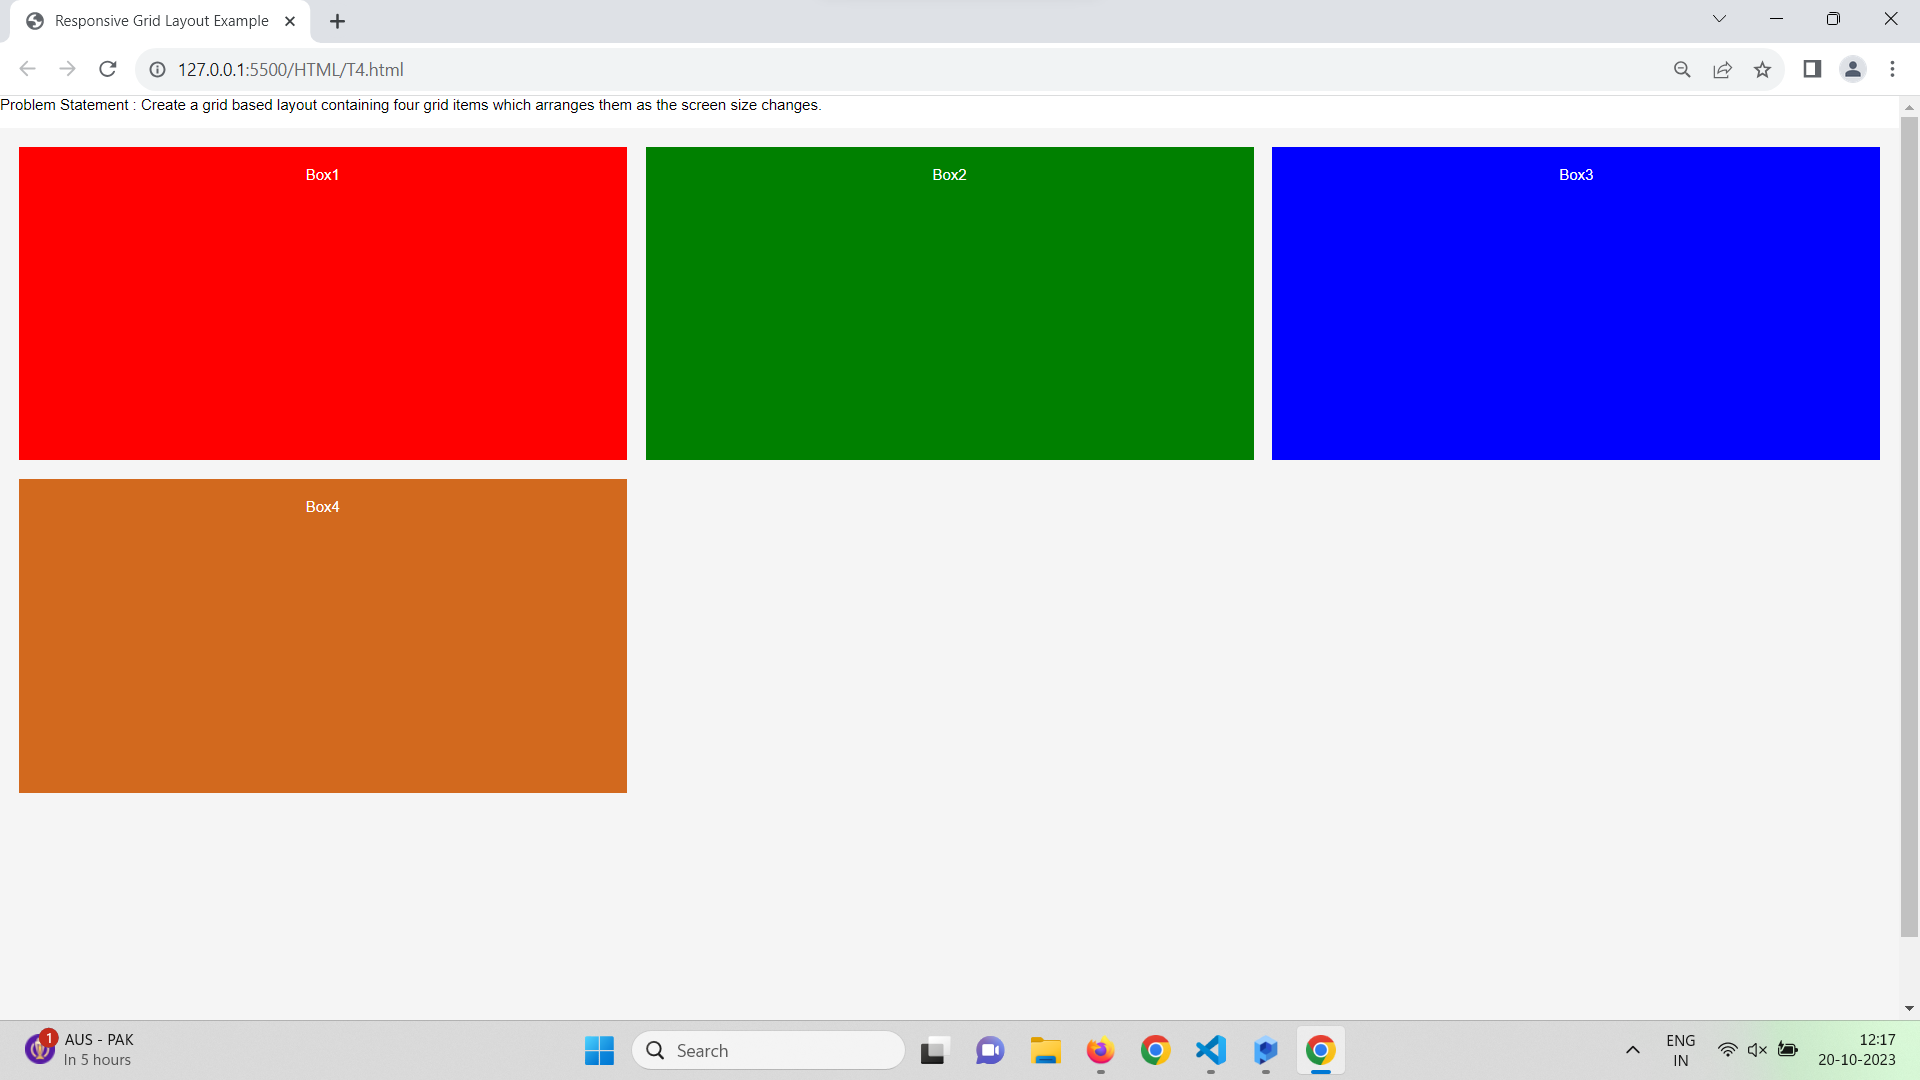 Responsive Grid Layout Example
127.0.0.1:5500/HTML/T4.html
Problem Statement : Create a grid based layout containing four grid items which arranges them as the screen size changes.
Box1
Box2
Box3
Box4
1
AUS - PAK
In 5 hours
Search
ENG
IN
12:17
20-10-2023